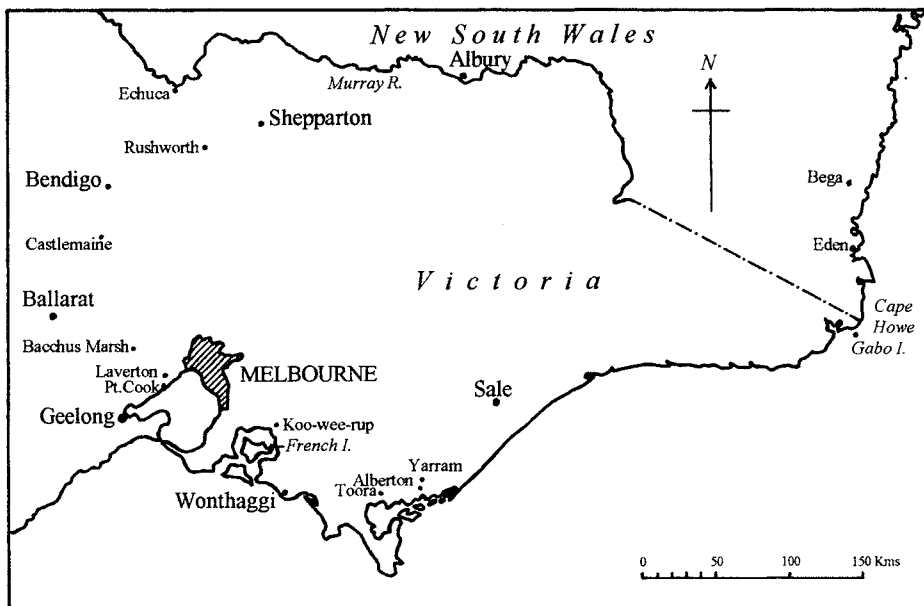 New South Wales
Albury
Murray R.
N
Echuca
Shepparton
Rushworth
Bendigo
Bega
Castlemaine
Eden
Victoria
Ballarat
Cape
Howe
Gabo I.
Bacchus Marsh
Laverton
MELBOURNE
Pt.Cook
Sale
Geelong
Koo-wee-rup
French I.
Yarram
Alberton
Toora
Wonthaggi
0 50 100 150 Kms